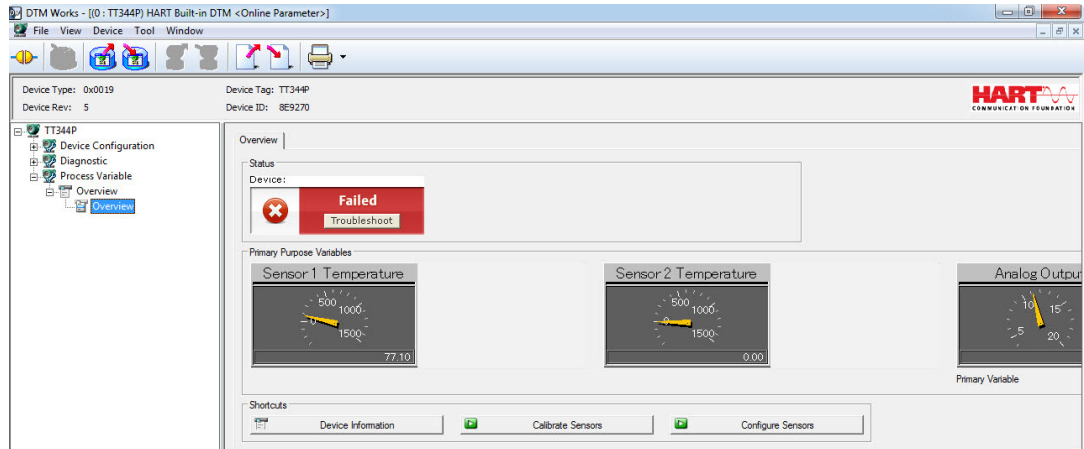 DTM Works - [(0 : TT344P) HART Built-in DTM <Online Parameter>]
File View Device Tool Window
Device Type: 0x0019 Device Tag: TT344P
Device Rev: 5 Device ID: 8E9270
HART
COMMUNICATION FOUNDATION
TT344P
Device Configuration
Diagnostic
Process Variable
Overview
Overview
Overview
Status
Device:
Failed
Troubleshoot
Primary Purpose Variables
Sensor 1 Temperature
500
1000
0
1500
77.10
Sensor 2 Temperature
500
1000
0
1500
0.00
Analog Outpu
10
15
5
20
Primary Variable
Shortcuts
Device Information Calibrate Sensors Configure Sensors